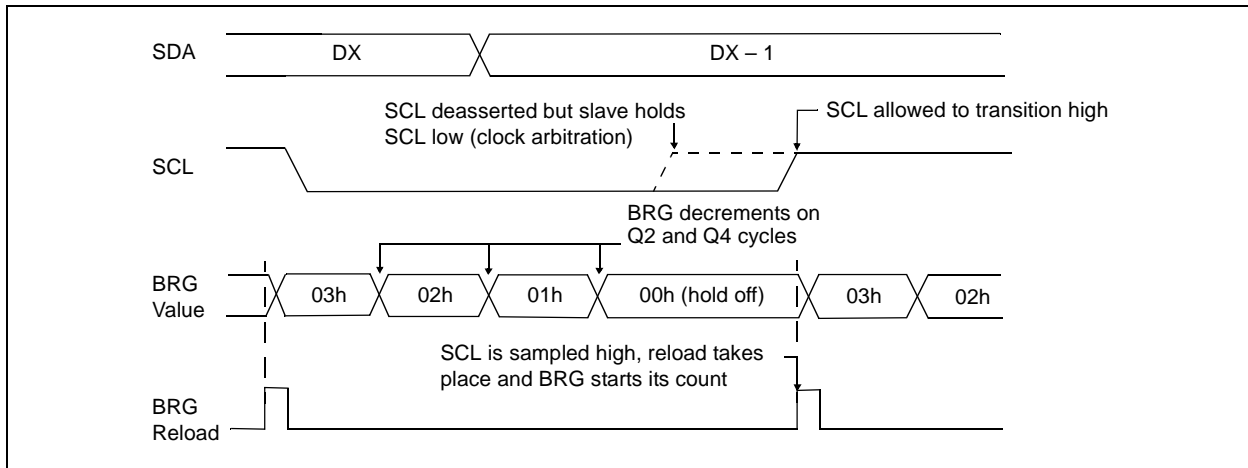 SDA
DX
DX – 1
SCL deasserted but slave holds
SCL low (clock arbitration)
SCL allowed to transition high
SCL
BRG decrements on
Q2 and Q4 cycles
BRG
Value
03h
02h
01h
00h (hold off)
03h
02h
SCL is sampled high, reload takes
place and BRG starts its count
BRG
Reload